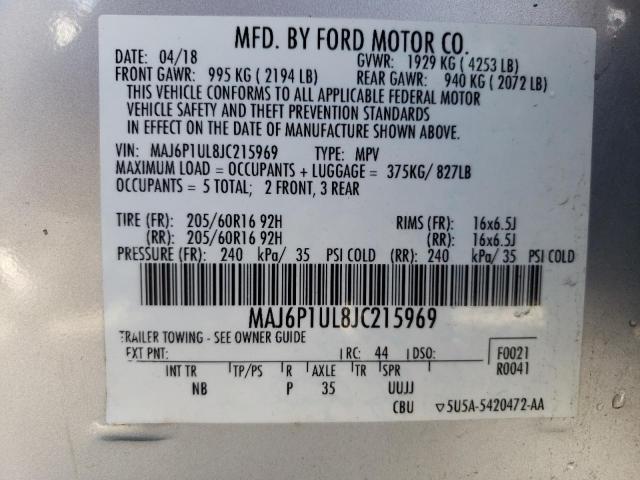 MFD. BY FORD MOTOR CO.
DATE: 04/18 GVWR: 1929 KG ( 4253 LB)
FRONT GAWR: 995 KG ( 2194 LB) REAR GAWR: 940 KG ( 2072 LB)
THIS VEHICLE CONFORMS TO ALL APPLICABLE FEDERAL MOTOR
VEHICLE SAFETY AND THEFT PREVENTION STANDARDS
IN EFFECT ON THE DATE OF MANUFACTURE SHOWN ABOVE.
VIN: MAJ6P1UL8JC215969 TYPE: MPV
MAXIMUM LOAD = OCCUPANTS + LUGGAGE = 375KG/ 827LB
OCCUPANTS = 5 TOTAL; 2 FRONT, 3 REAR
TIRE (FR): 205/60R16 92H RIMS (FR): 16x6.5J
(RR): 205/60R16 92H (RR): 16x6.5J
PRESSURE (FR): 240 kPa/ 35 PSI COLD (RR): 240 kPa/ 35 PSI COLD
MAJ6P1UL8JC215969
TRAILER TOWING - SEE OWNER GUIDE
EXT PNT: RC: 44 DSO: F0021
R0041
INT TR TP/PS R AXLE TR SPR
NB P 35 UUJJ
CBU ▽5U5A-5420472-AA